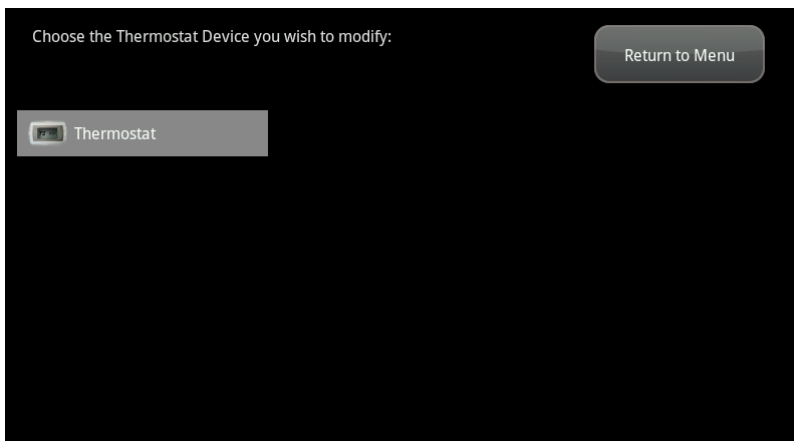 Choose the Thermostat Device you wish to modify:
Return to Menu
Thermostat